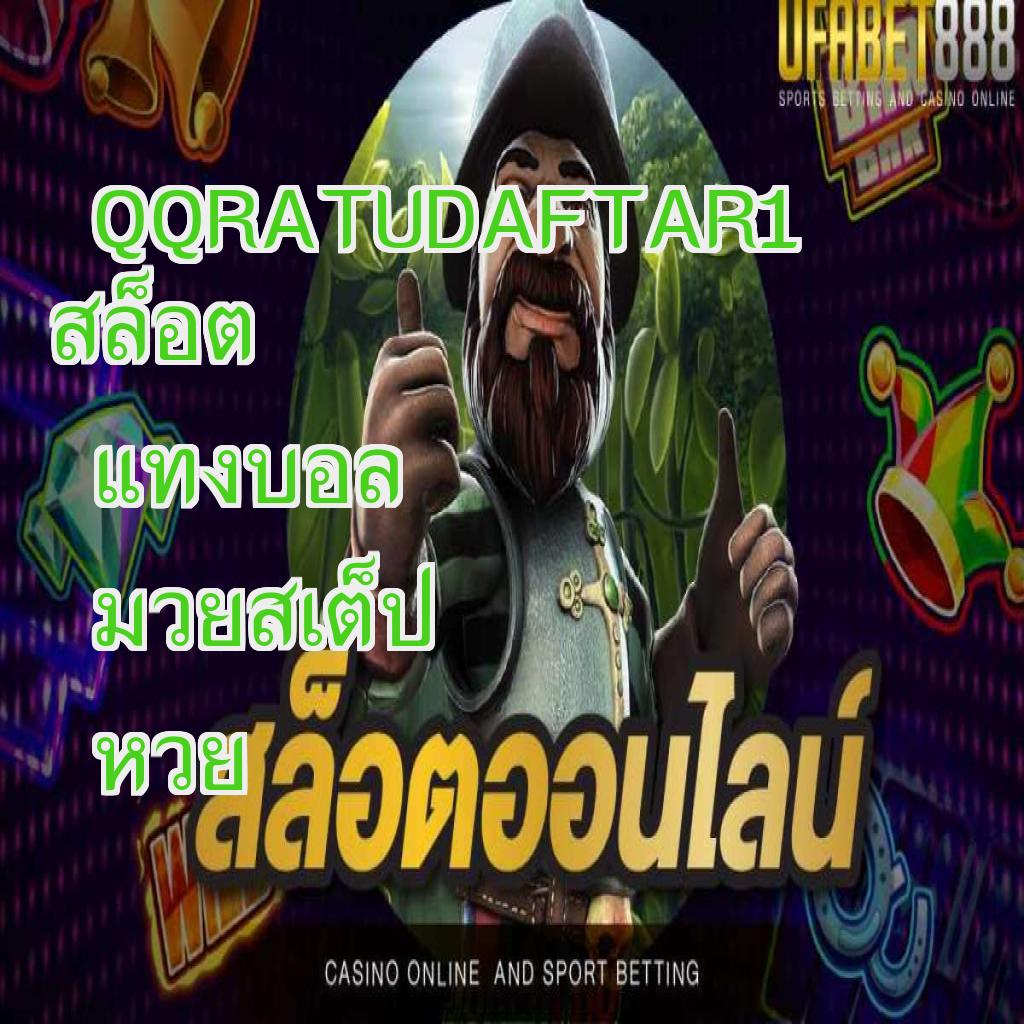 UFABET888
SPORTS BETTING AND CASINO ONLINE
BAR
QQRATUDAFTAR1
สล็อต
แทงบอล
มวยสเต็ป
หวย
สล็อตออนไลน์
WIN
CASINO ONLINE AND SPORT BETTING